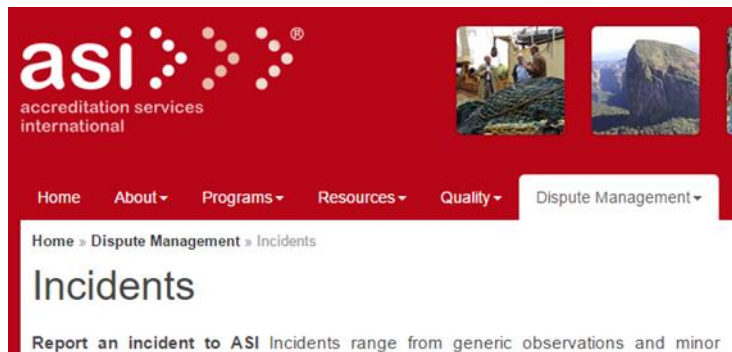 asi®
accreditation services
international
Home About Programs Resources Quality Dispute Management
Home » Dispute Management » Incidents
Incidents
Report an incident to ASI Incidents range from generic observations and minor